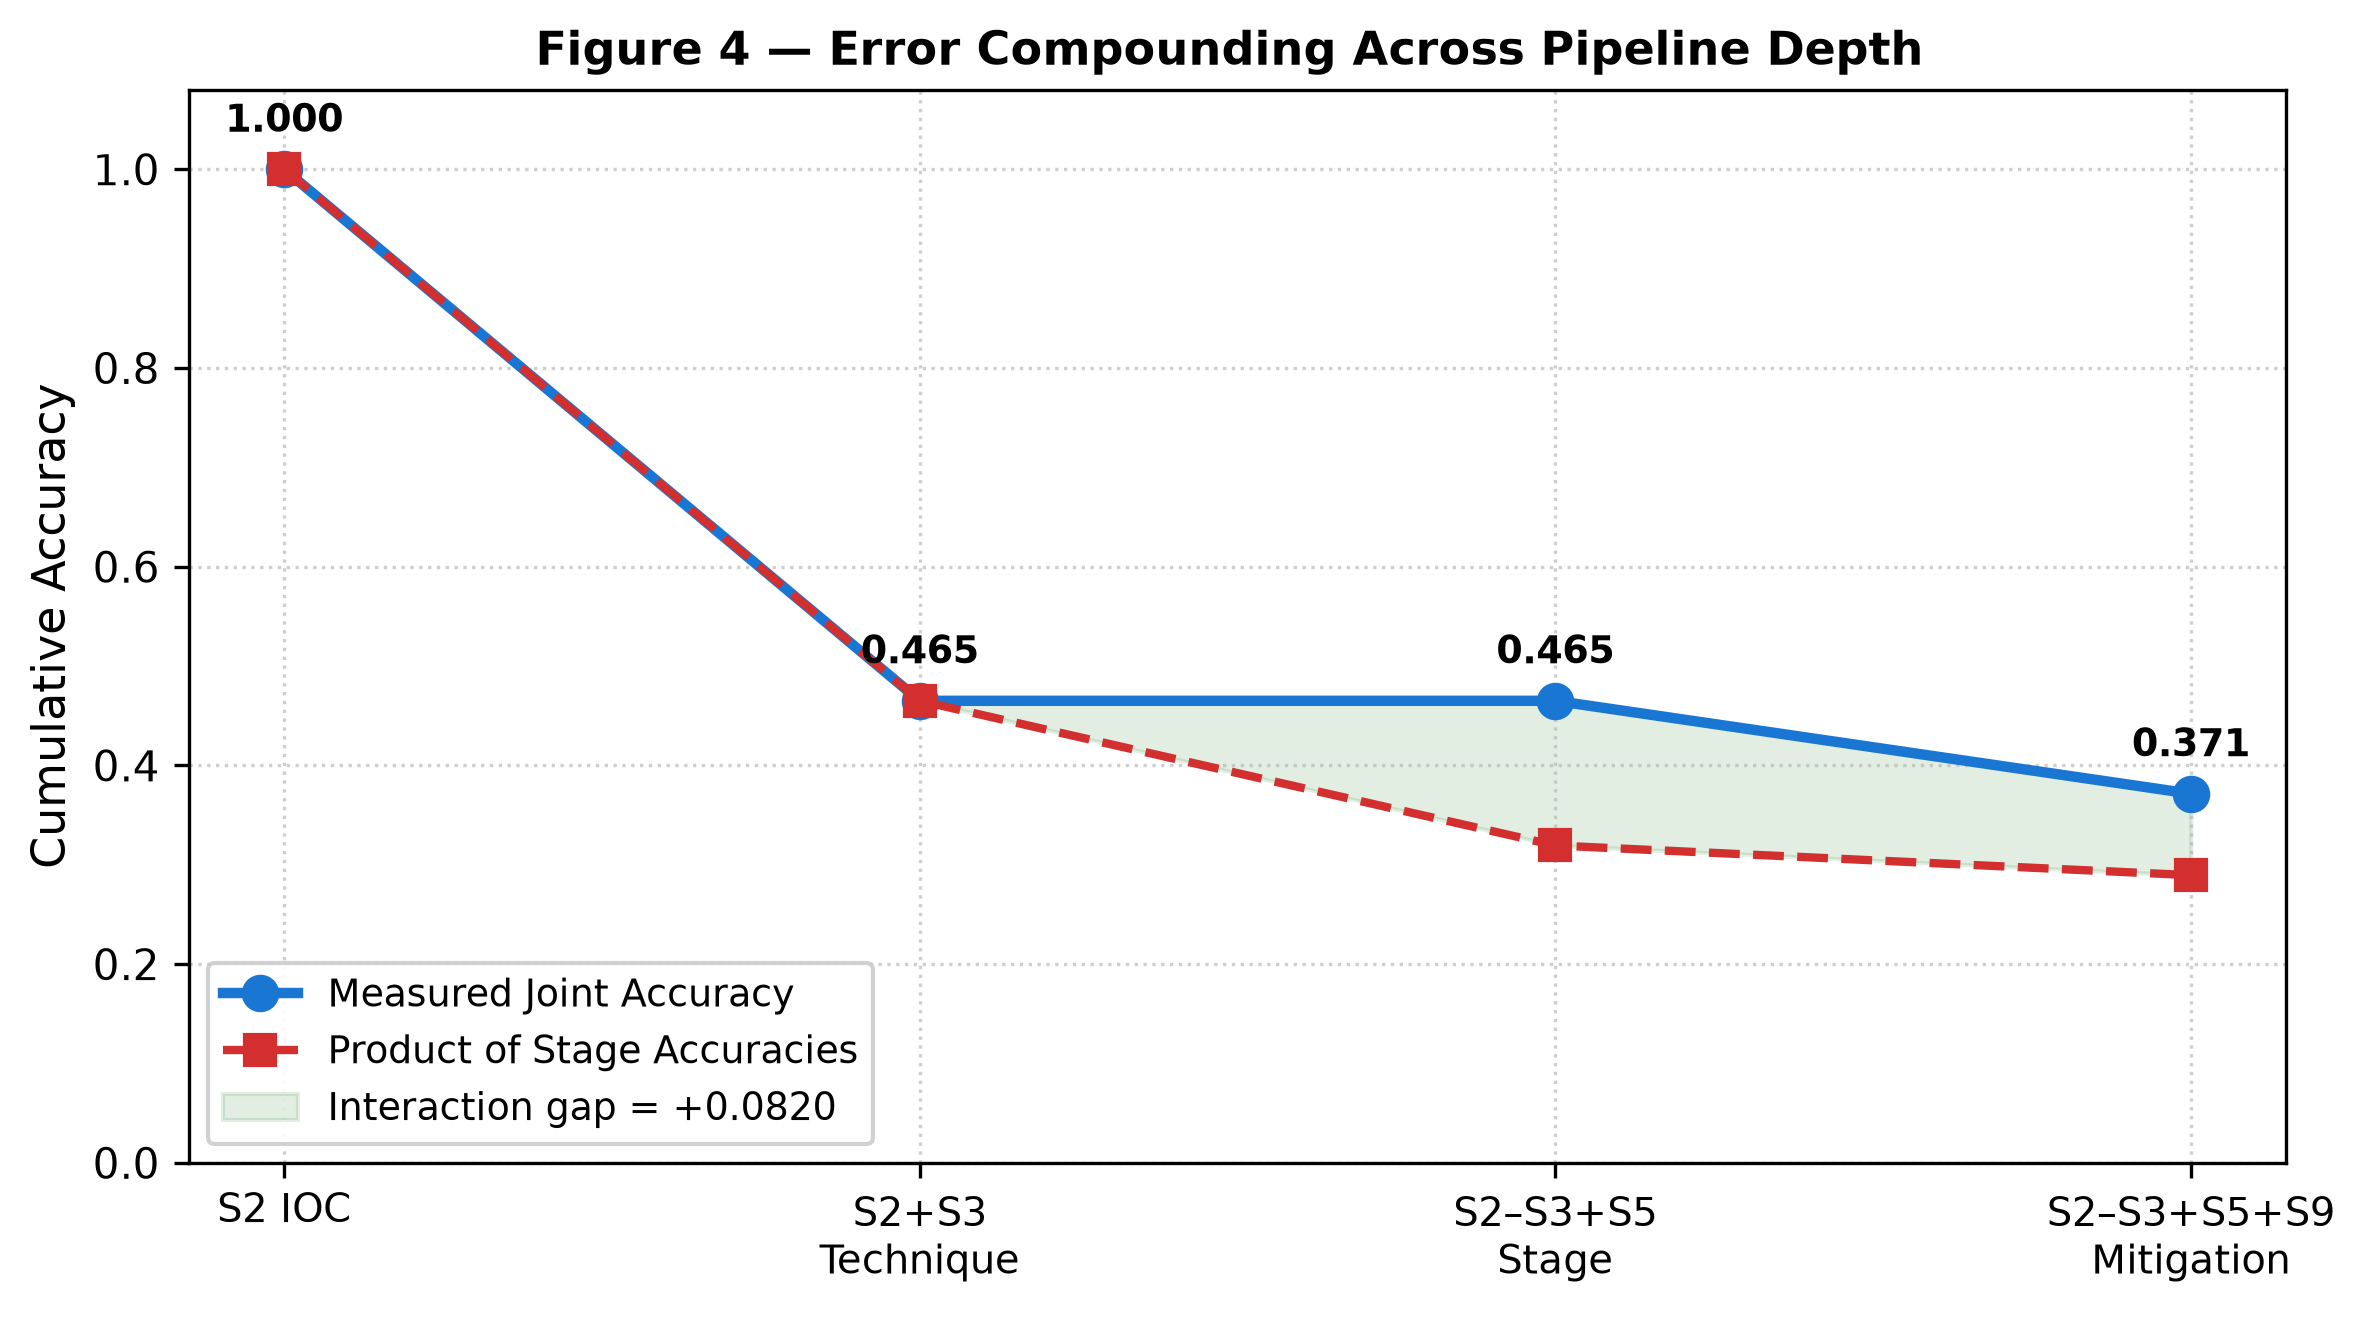 Figure 4 — Error Compounding Across Pipeline Depth
Cumulative Accuracy
1.0
0.8
0.6
0.4
0.2
0.0
1.000
0.465
0.465
0.371
Measured Joint Accuracy
Product of Stage Accuracies
Interaction gap = +0.0820
S2 IOC
S2+S3
Technique
S2–S3+S5
Stage
S2–S3+S5+S9
Mitigation